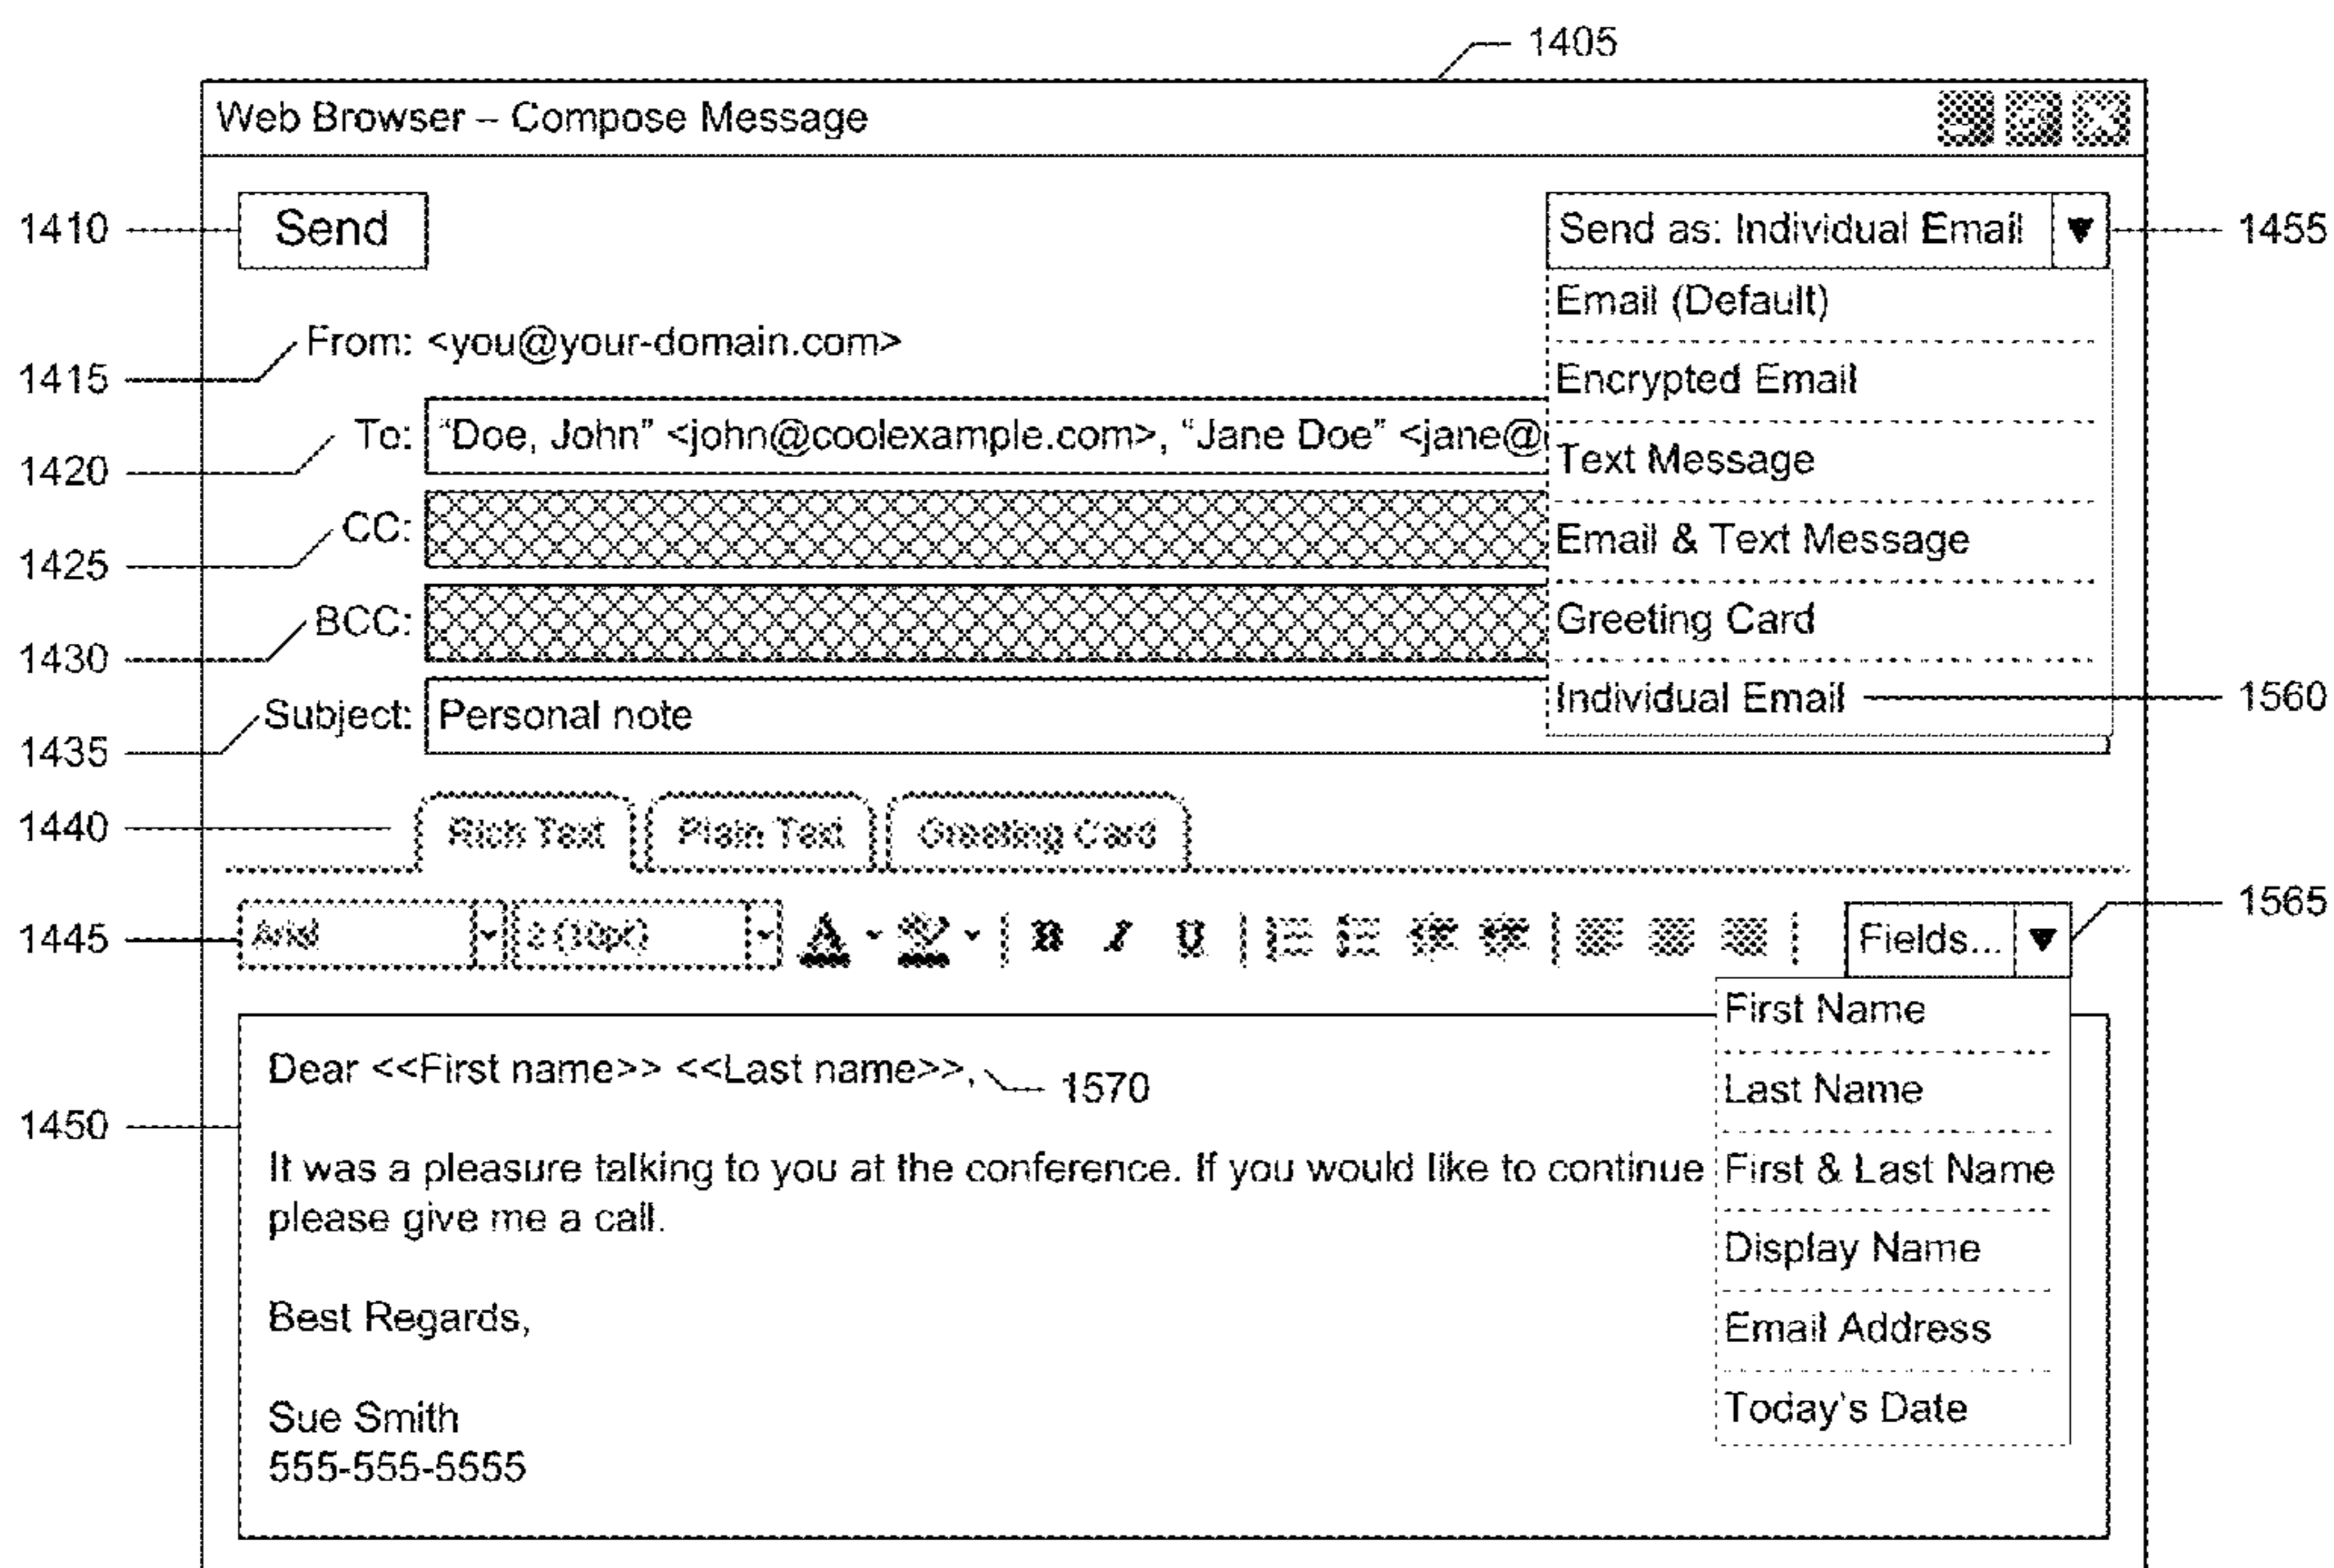 1405
Web Browser – Compose Message
1410 Send Send as: Individual Email 1455
Email (Default)
From: <you@your-domain.com>
1415 Encrypted Email
To: “Doe, John” <john@coolexample.com>, “Jane Doe” <jane@
1420 Text Message
CC: Email & Text Message
1425
BCC: Greeting Card
1430
Individual Email 1560
Subject: Personal note
1435
1440 Rich Text Plain Text Greeting Card
1565
1445 Arial 2 (10pt) A B I U Fields...
First Name
Dear <<First name>> <<Last name>>, 1570
Last Name
1450
It was a pleasure talking to you at the conference. If you would like to continue First & Last Name
please give me a call.
Display Name
Best Regards, Email Address
Sue Smith Today's Date
555-555-5555